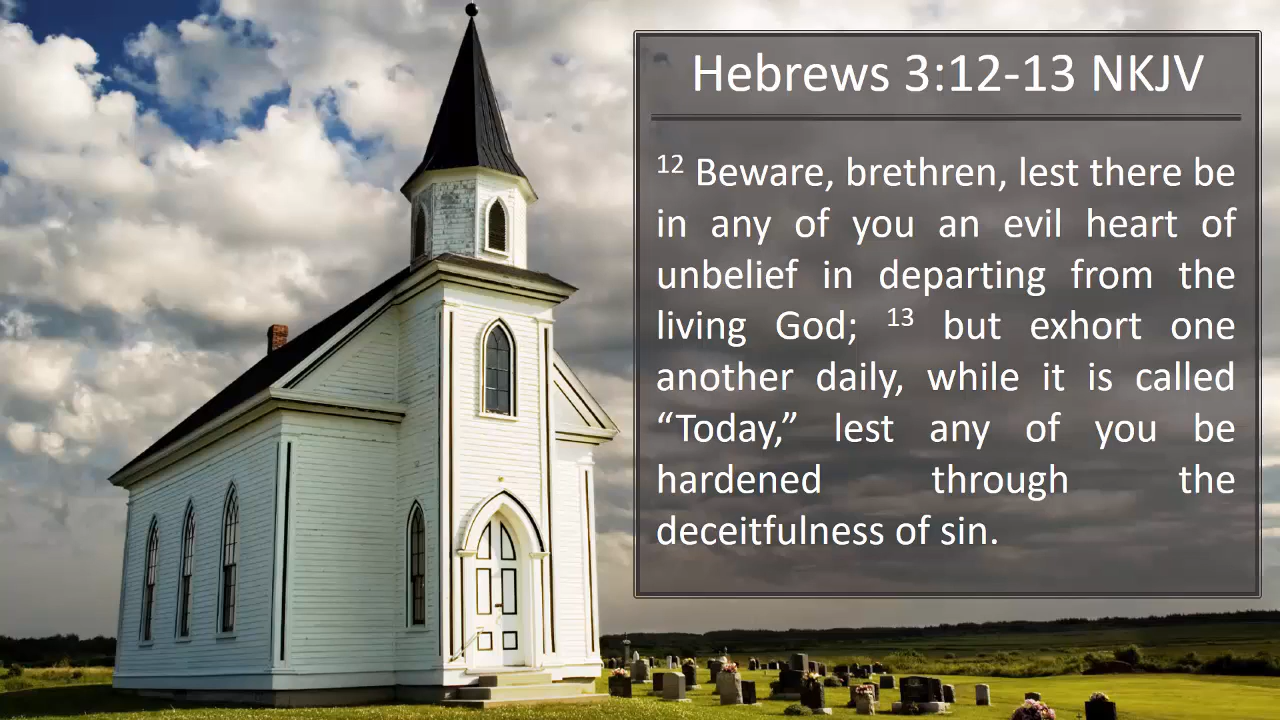 Hebrews 3:12-13 NKJV
12 Beware, brethren, lest there be
in any of you an evil heart of
unbelief in departing from the
living God; 13 but exhort one
another daily, while it is called
“Today,” lest any of you be
hardened through the
deceitfulness of sin.